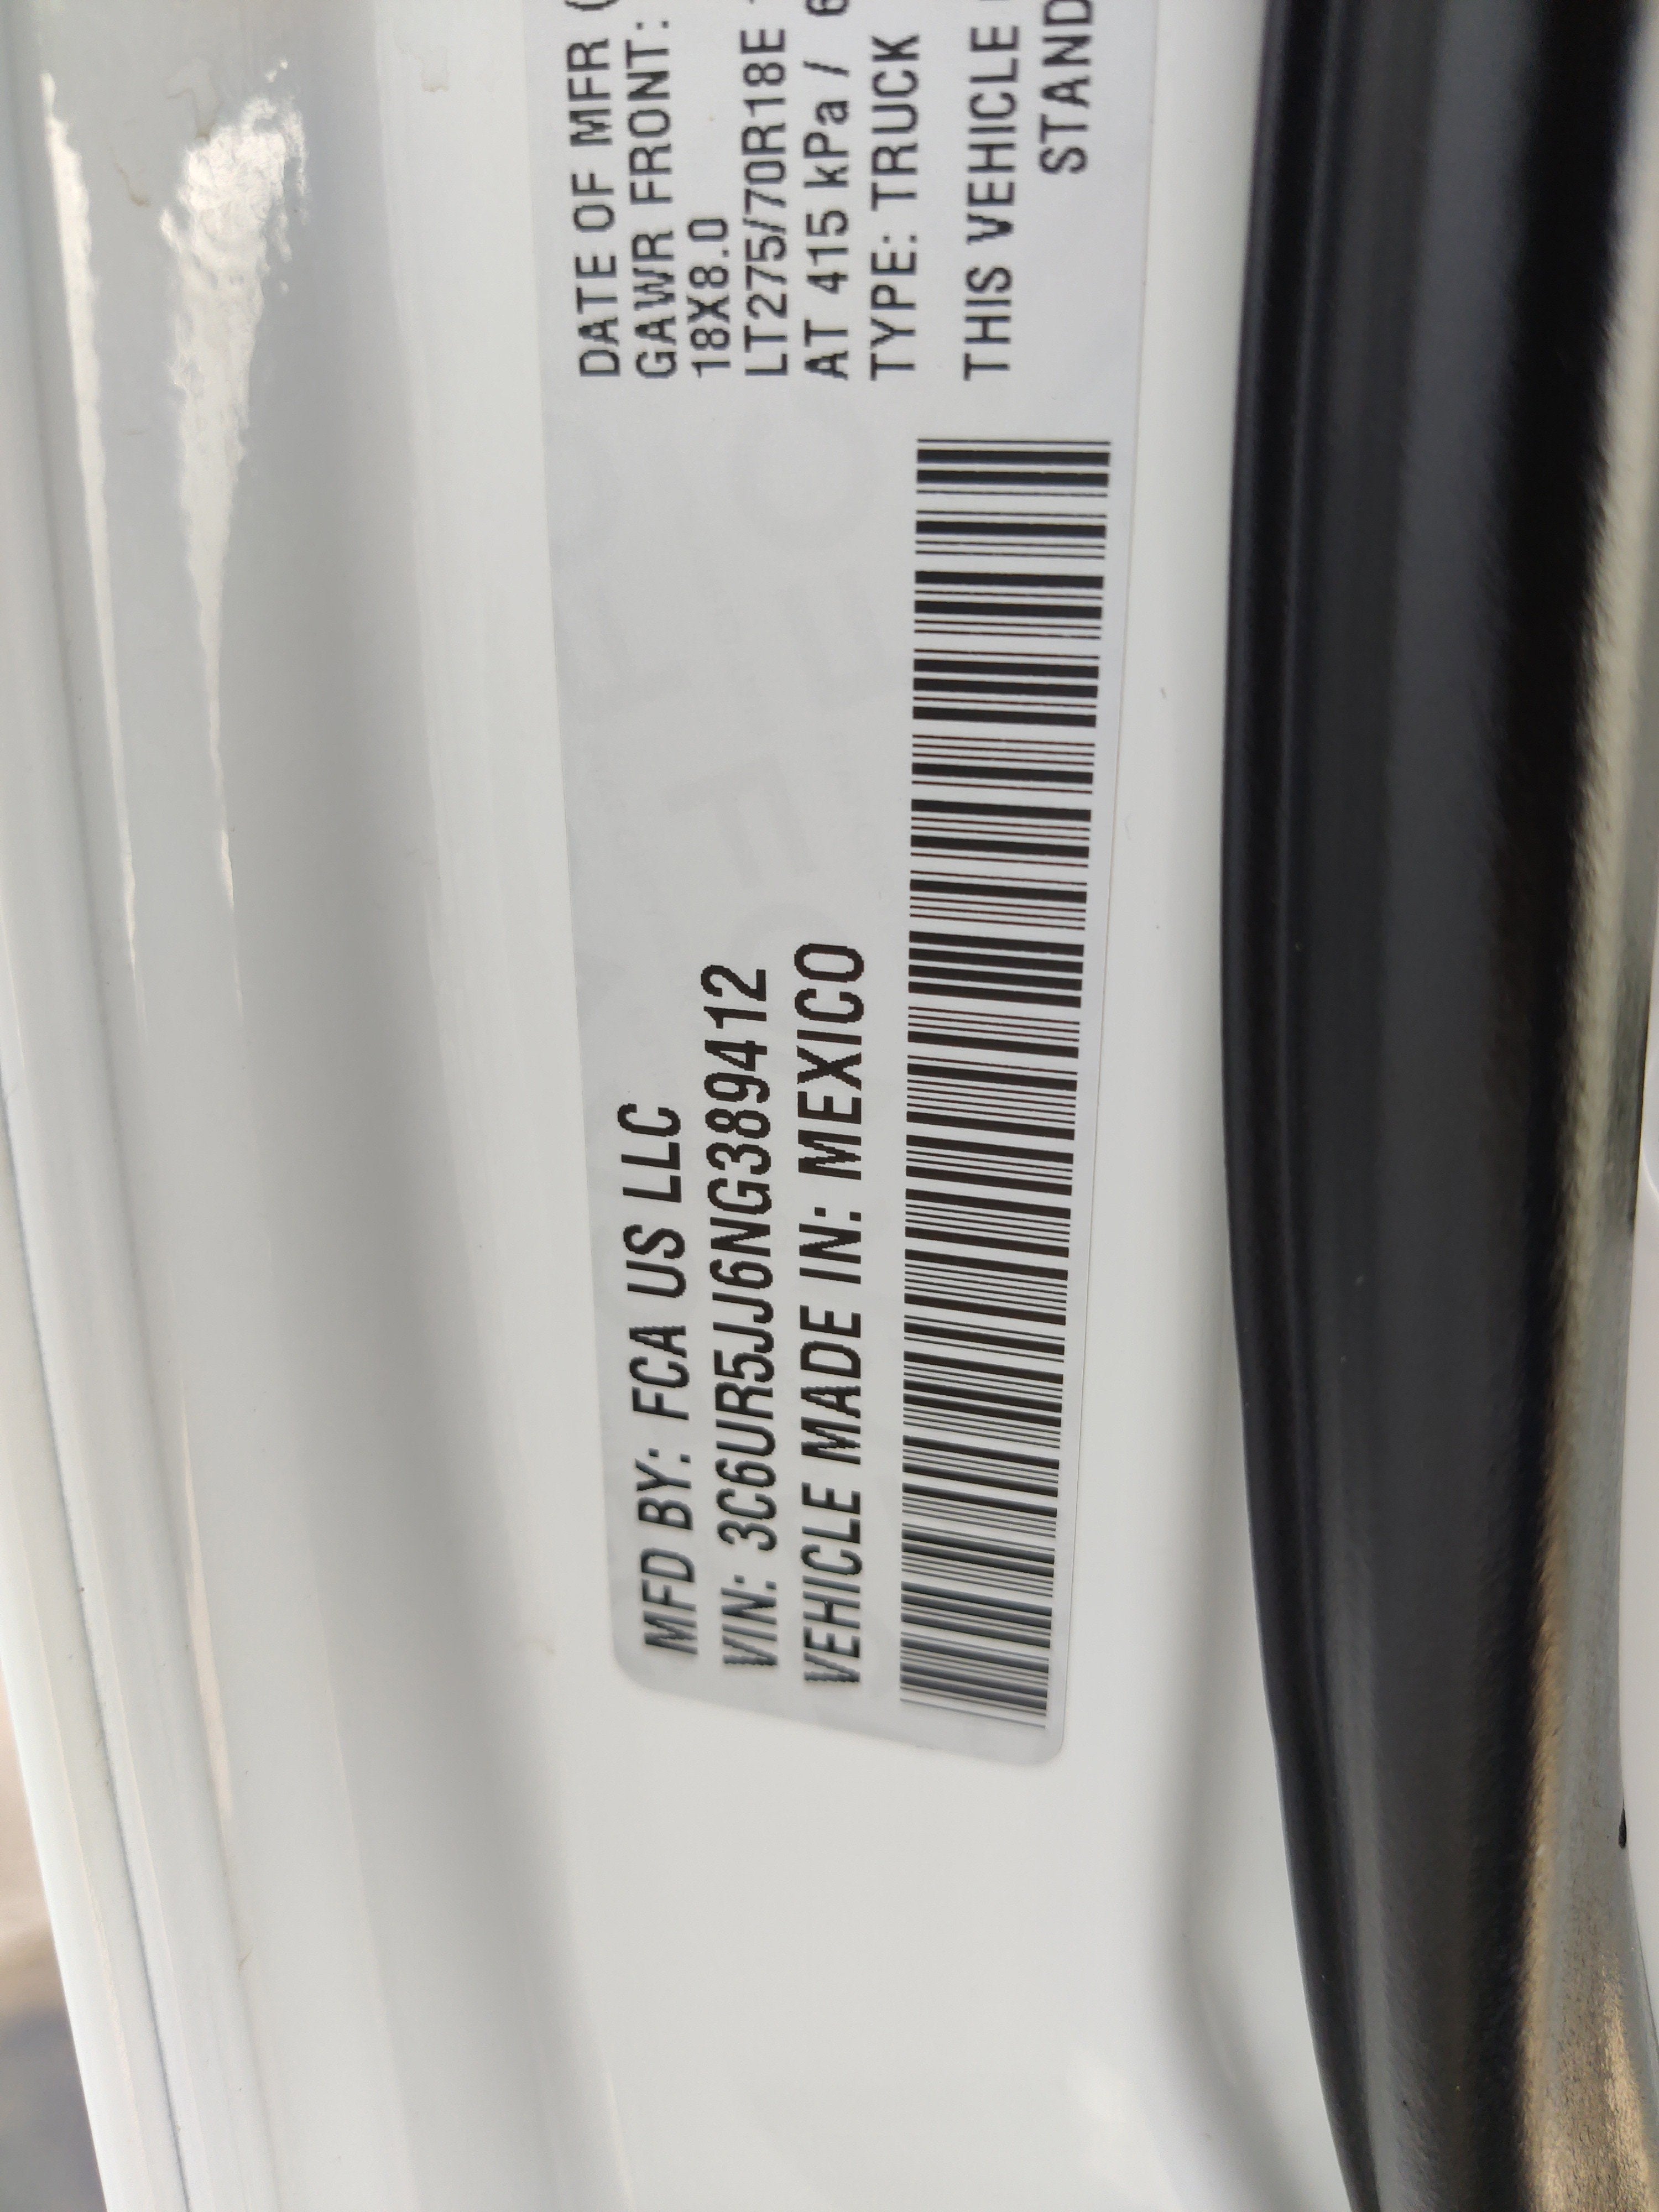 MFD BY: FCA US LLC
VIN: 3C6UR5JJ6NG389412
VEHICLE MADE IN: MEXICO
DATE OF MFR (
GAWR FRONT:
18X8.0
LT275/70R18E
AT 415 kPa / 6
TYPE: TRUCK
THIS VEHICLE
STAND